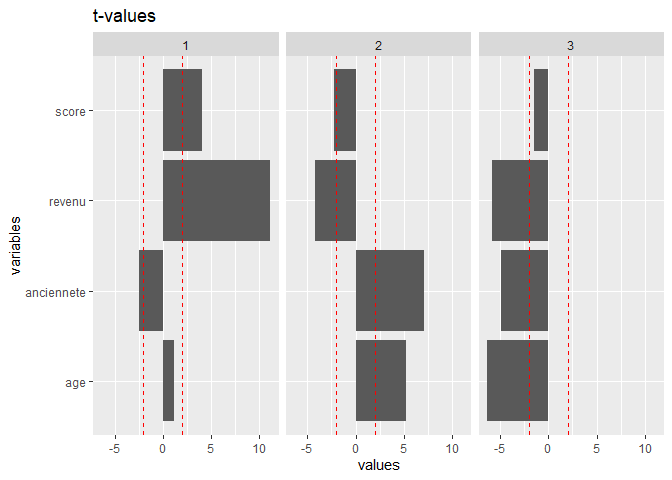 t-values
1 2 3
score
revenu
anciennete
age
variables
-5 0 5 10 -5 0 5 10 -5 0 5 10
values